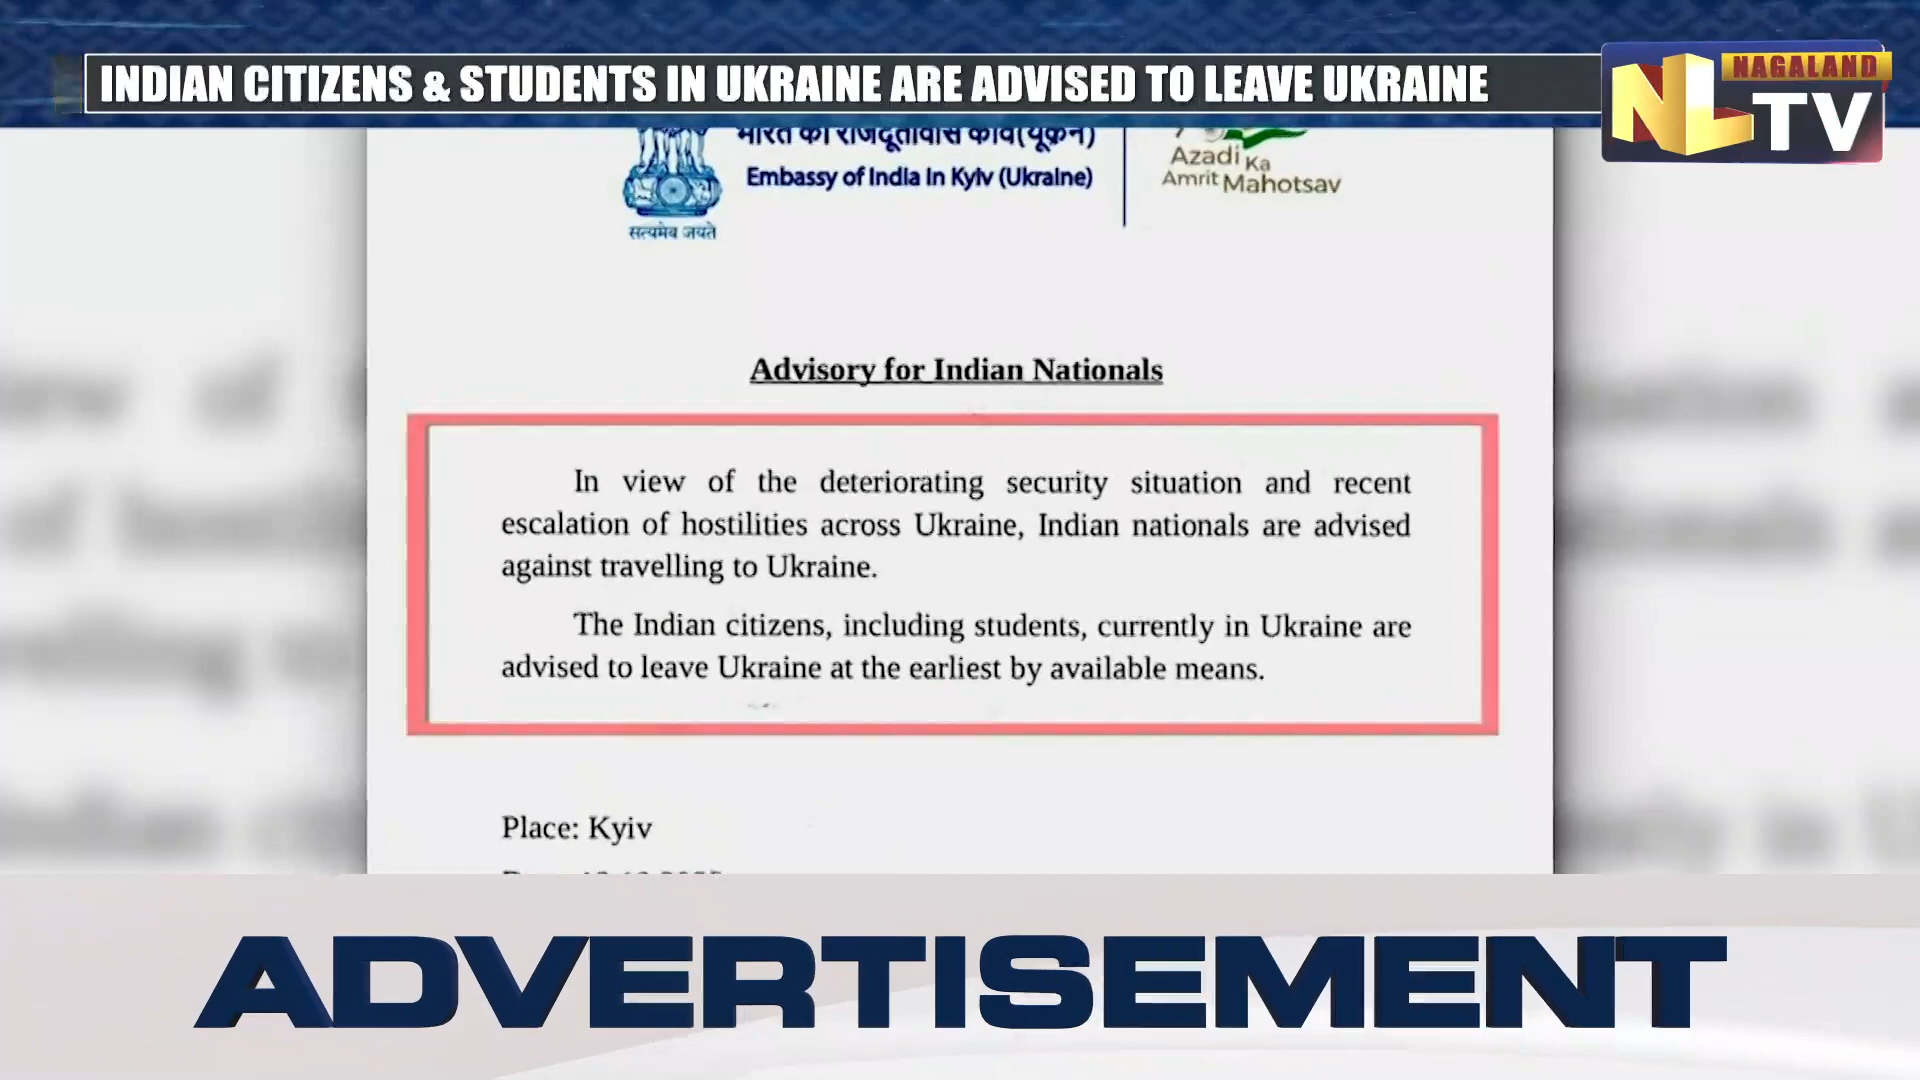 INDIAN CITIZENS & STUDENTS IN UKRAINE ARE ADVISED TO LEAVE UKRAINE
NAGALAND
NL TV
भारत का राजदूतावास कीव(यूक्रेन)
Embassy of India in Kyiv (Ukraine)
सत्यमेव जयते
Azadi Ka
Amrit Mahotsav
Advisory for Indian Nationals
In view of the deteriorating security situation and recent
escalation of hostilities across Ukraine, Indian nationals are advised
against travelling to Ukraine.
The Indian citizens, including students, currently in Ukraine are
advised to leave Ukraine at the earliest by available means.
Place: Kyiv
ADVERTISEMENT